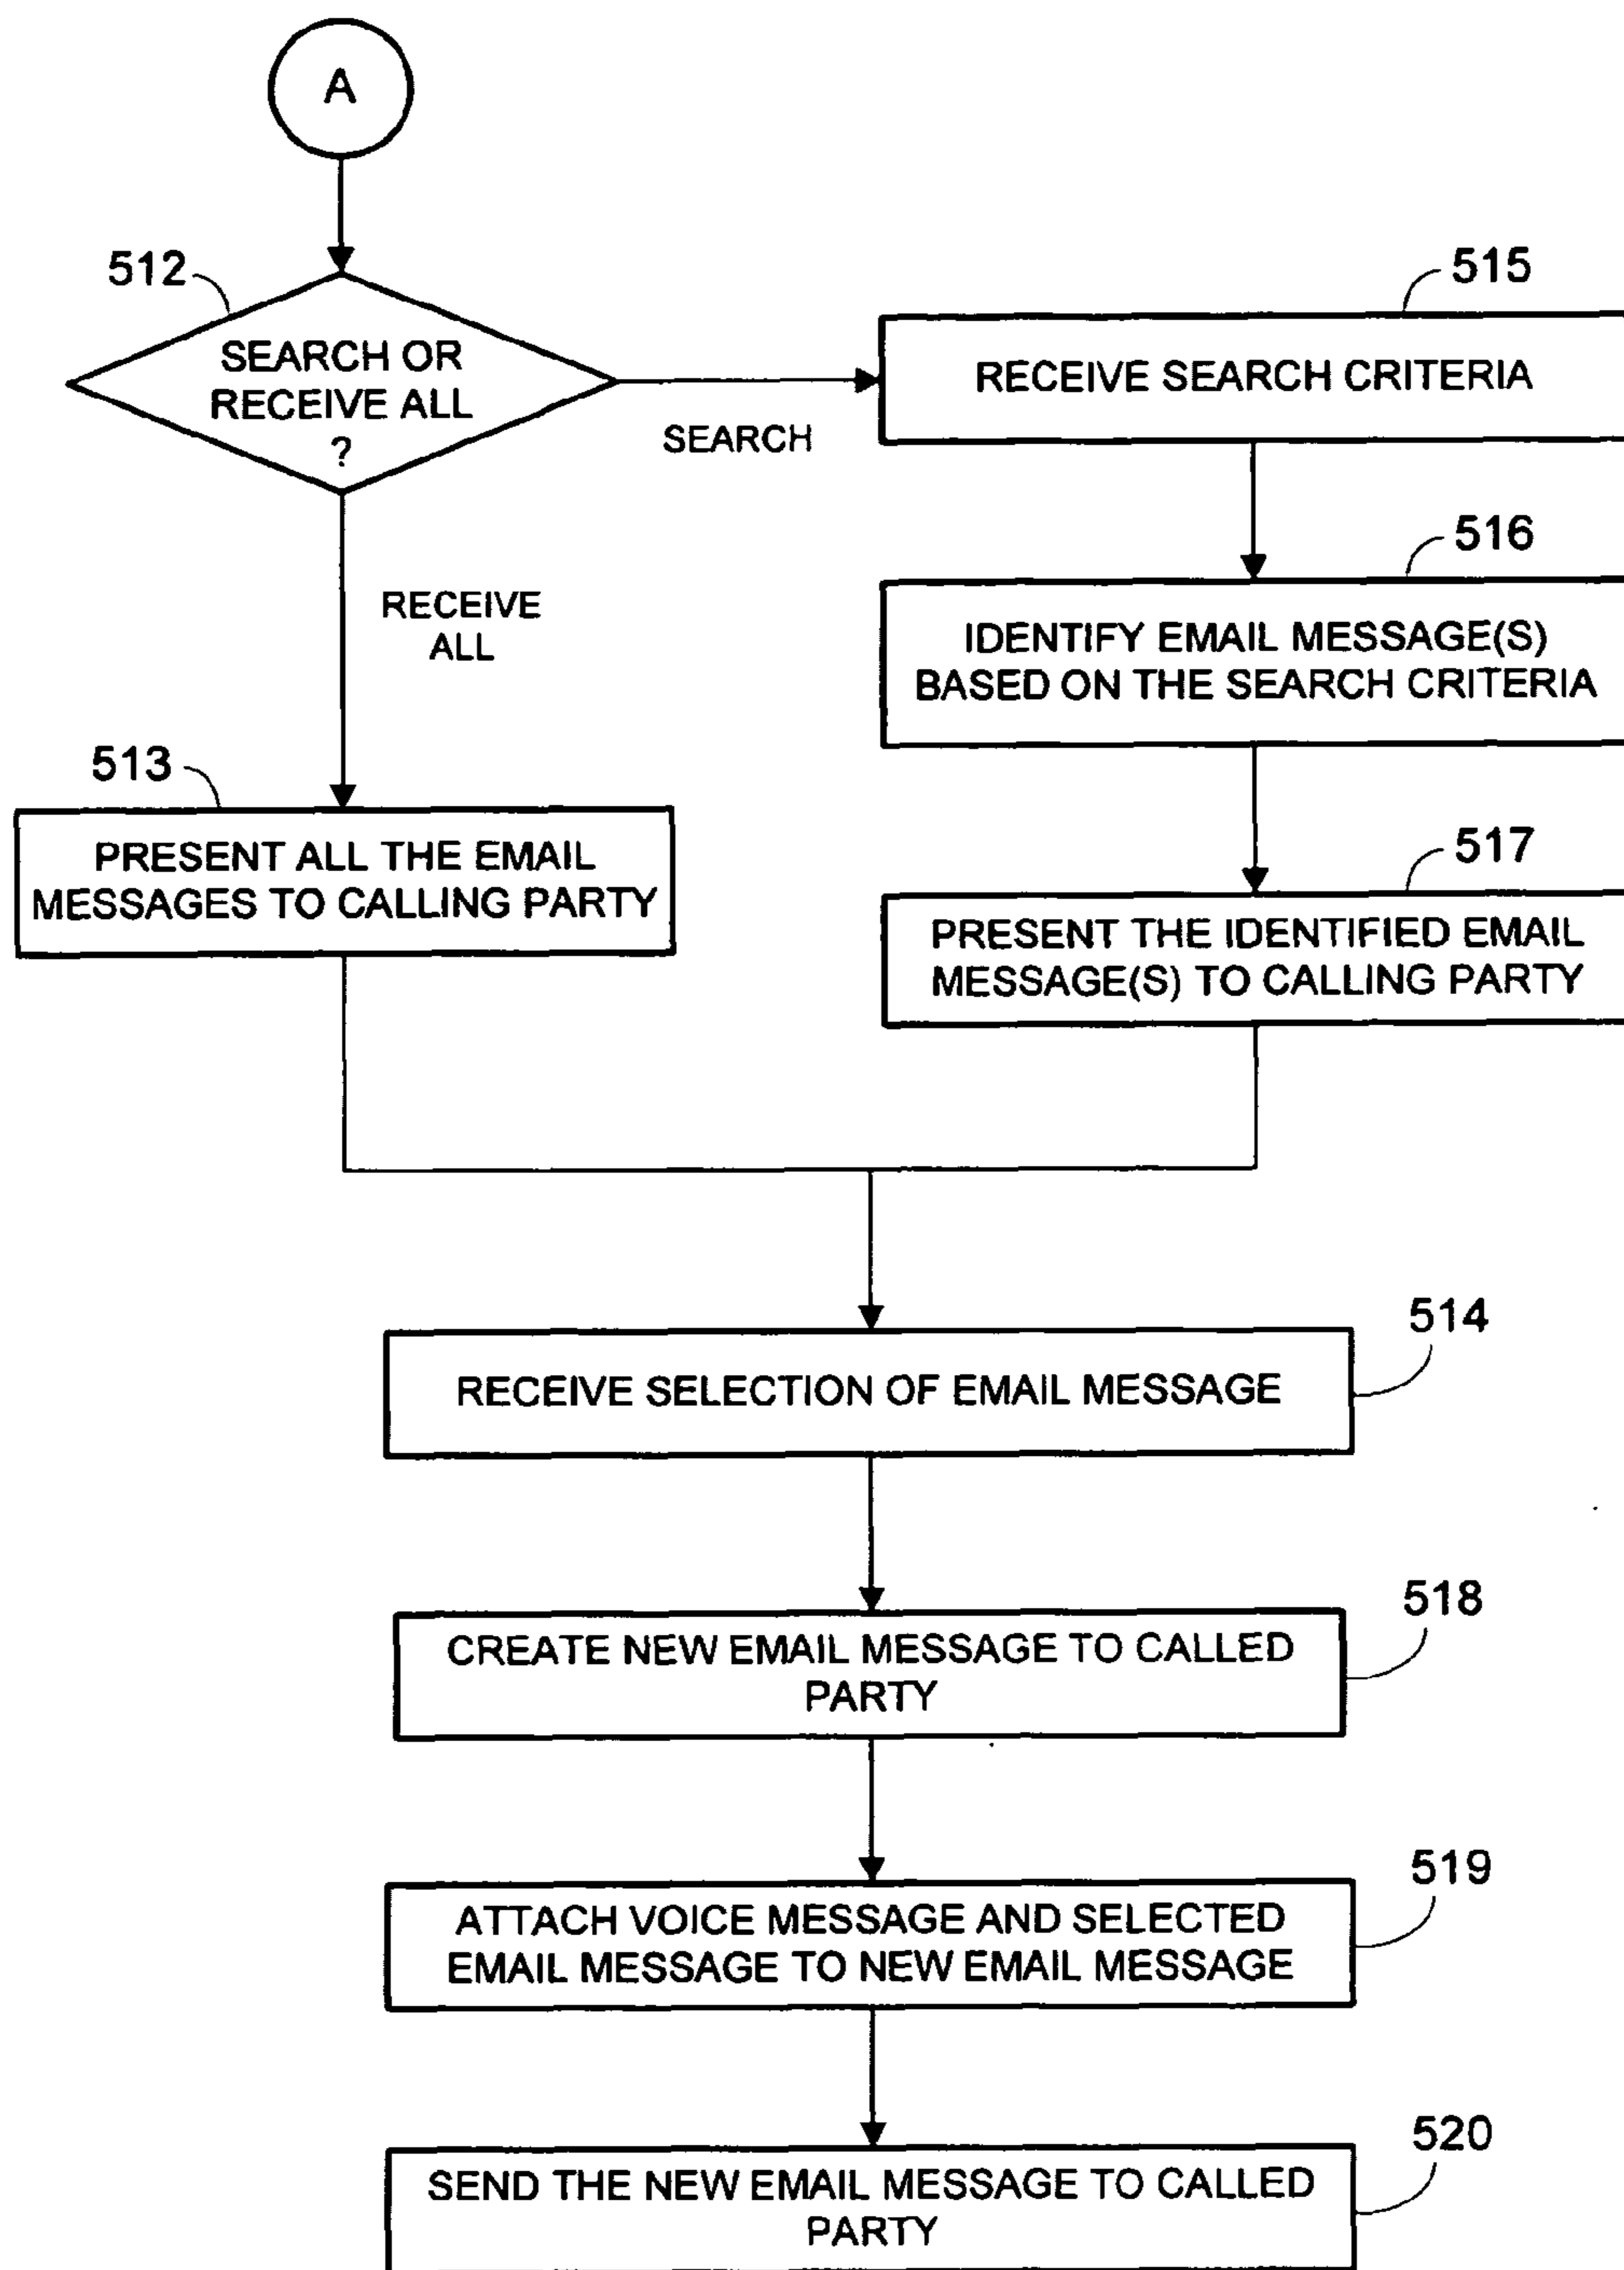 A
512
SEARCH OR
RECEIVE ALL
?
SEARCH
RECEIVE
ALL
515
RECEIVE SEARCH CRITERIA
516
IDENTIFY EMAIL MESSAGE(S)
BASED ON THE SEARCH CRITERIA
513
PRESENT ALL THE EMAIL
MESSAGES TO CALLING PARTY
517
PRESENT THE IDENTIFIED EMAIL
MESSAGE(S) TO CALLING PARTY
514
RECEIVE SELECTION OF EMAIL MESSAGE
518
CREATE NEW EMAIL MESSAGE TO CALLED
PARTY
519
ATTACH VOICE MESSAGE AND SELECTED
EMAIL MESSAGE TO NEW EMAIL MESSAGE
520
SEND THE NEW EMAIL MESSAGE TO CALLED
PARTY